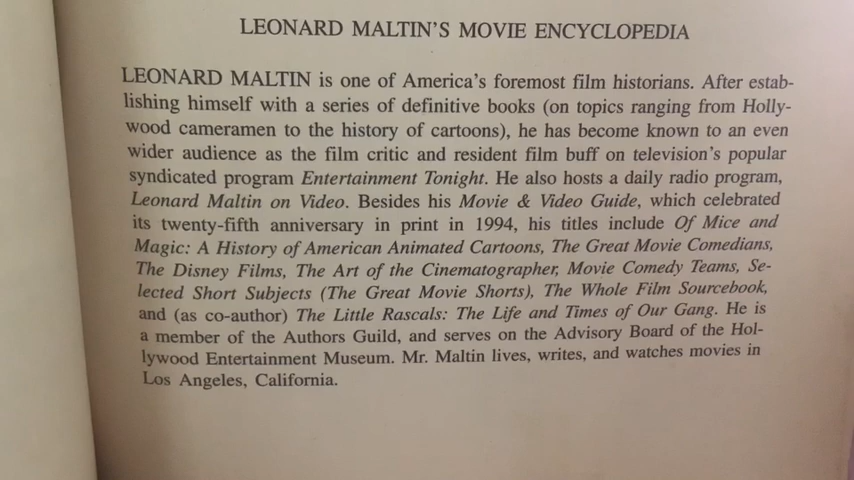 LEONARD MALTIN'S MOVIE ENCYCLOPEDIA
LEONARD MALTIN is one of America's foremost film historians. After estab-
lishing himself with a series of definitive books (on topics ranging from Holly-
wood cameramen to the history of cartoons), he has become known to an even
wider audience as the film critic and resident film buff on television's popular
syndicated program Entertainment Tonight. He also hosts a daily radio program,
Leonard Maltin on Video. Besides his Movie & Video Guide, which celebrated
its twenty-fifth anniversary in print in 1994, his titles include Of Mice and
Magic: A History of American Animated Cartoons, The Great Movie Comedians,
The Disney Films, The Art of the Cinematographer, Movie Comedy Teams, Se-
lected Short Subjects (The Great Movie Shorts), The Whole Film Sourcebook,
and (as co-author) The Little Rascals: The Life and Times of Our Gang. He is
a member of the Authors Guild, and serves on the Advisory Board of the Hol-
lywood Entertainment Museum. Mr. Maltin lives, writes, and watches movies in
Los Angeles, California.